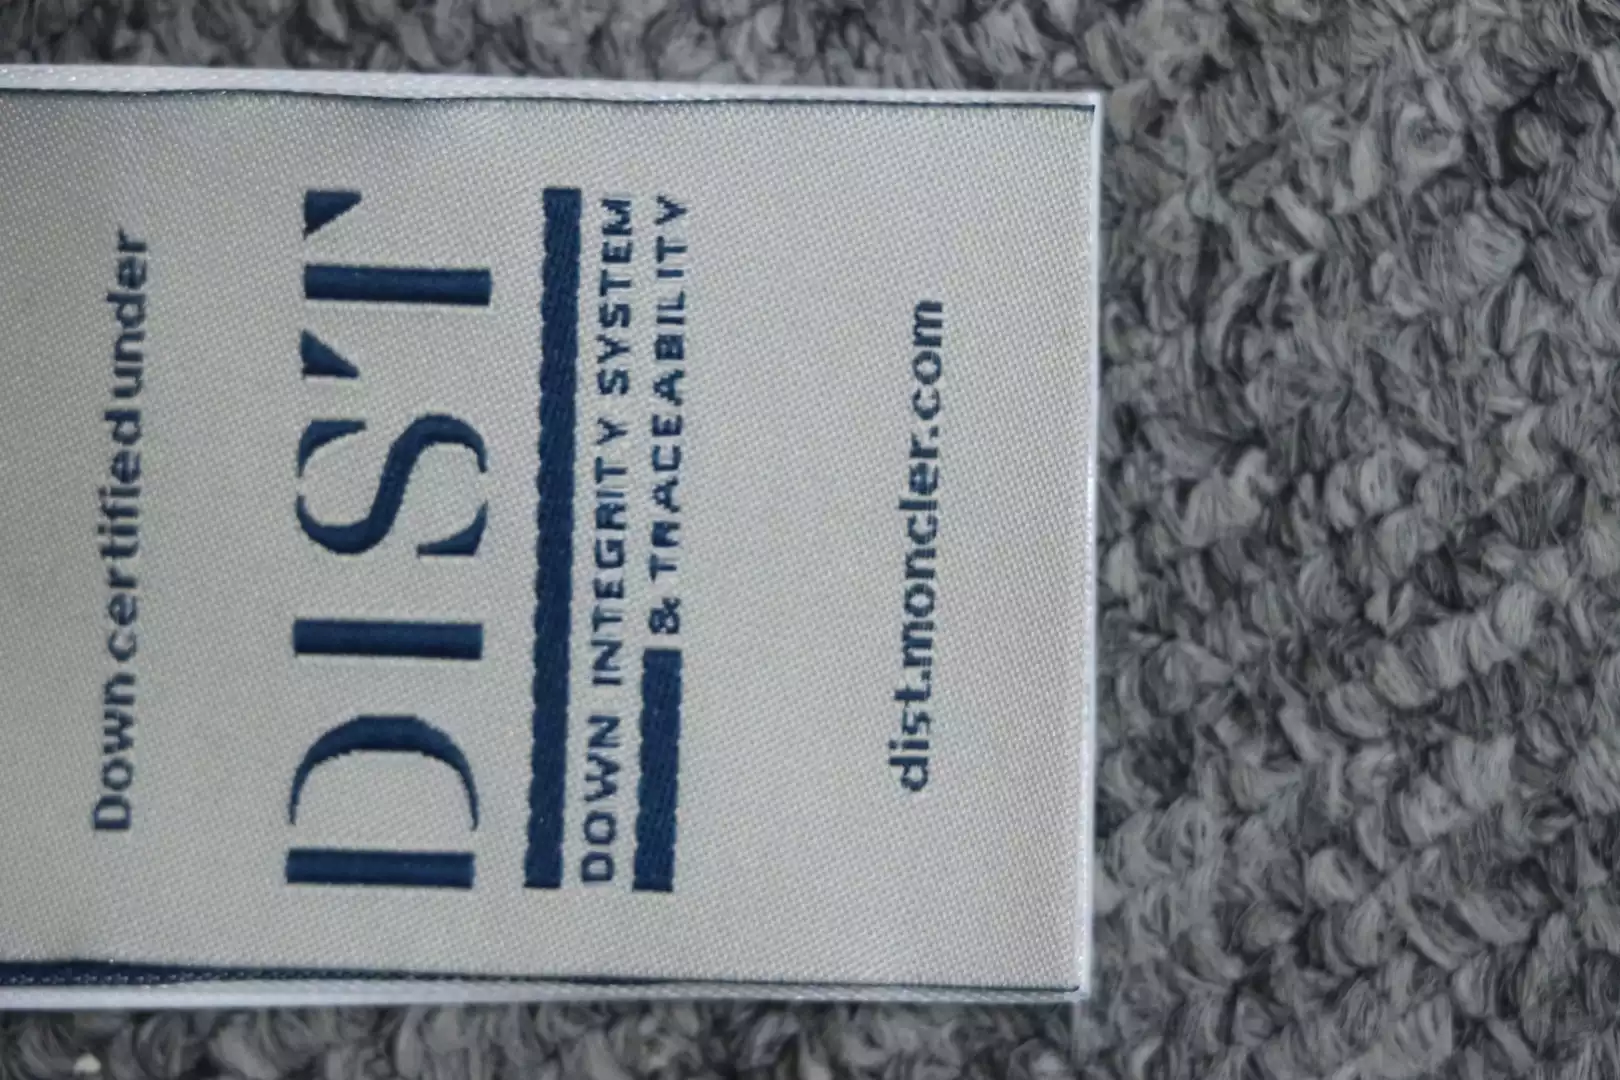 Down certified under
DIST
DOWN INTEGRITY SYSTEM
& TRACEABILITY
dist.moncler.com